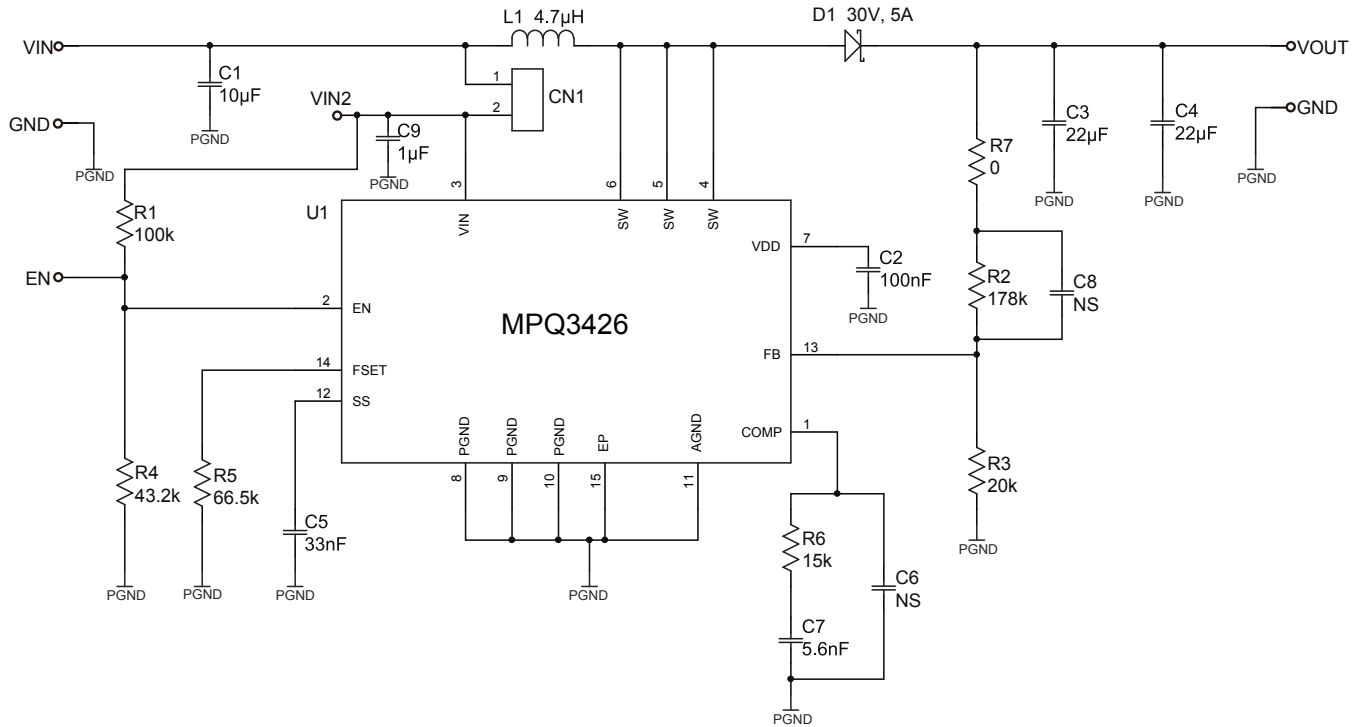 L1 4.7µH
D1 30V, 5A
VIN
VOUT
C1
10µF
PGND
1
2
CN1
VIN2
C9
1µF
PGND
GND
PGND
C3
22µF
PGND
C4
22µF
PGND
GND
PGND
R7
0
R1
100k
U1
3
VIN
6
SW
5
SW
4
SW
VDD
7
C2
100nF
PGND
R2
178k
C8
NS
EN
2
EN
MPQ3426
FB
13
14
FSET
12
SS
COMP
1
PGND
8
PGND
9
PGND
10
EP
15
AGND
11
PGND
R4
43.2k
PGND
R5
66.5k
PGND
C5
33nF
PGND
R3
20k
PGND
R6
15k
C6
NS
C7
5.6nF
PGND